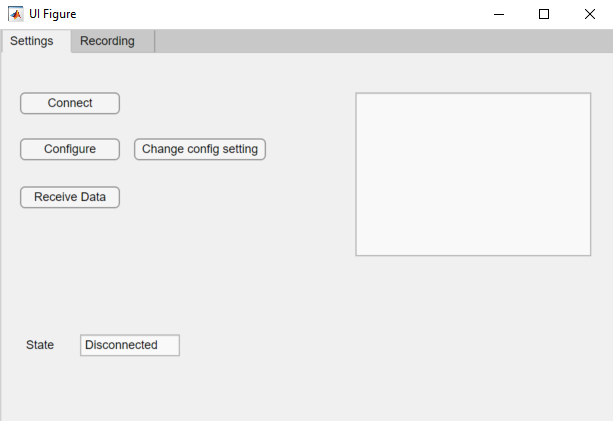 UI Figure
Settings
Recording
Connect
Configure
Change config setting
Receive Data
State
Disconnected